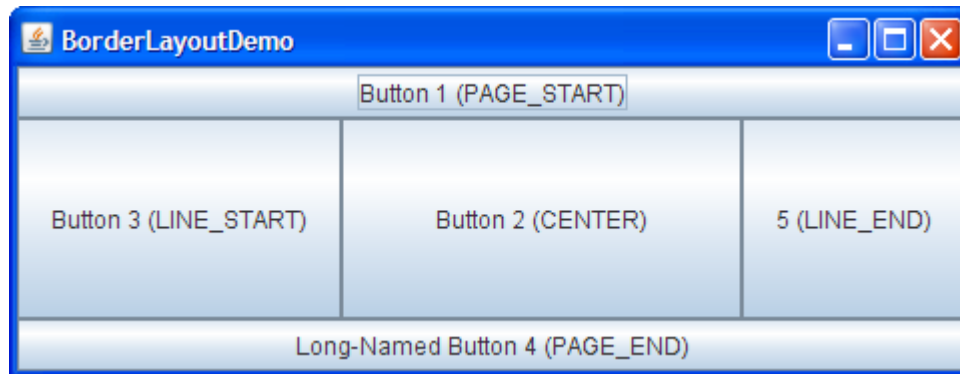 BorderLayoutDemo
Button 1 (PAGE_START)
Button 3 (LINE_START)
Button 2 (CENTER)
5 (LINE_END)
Long-Named Button 4 (PAGE_END)